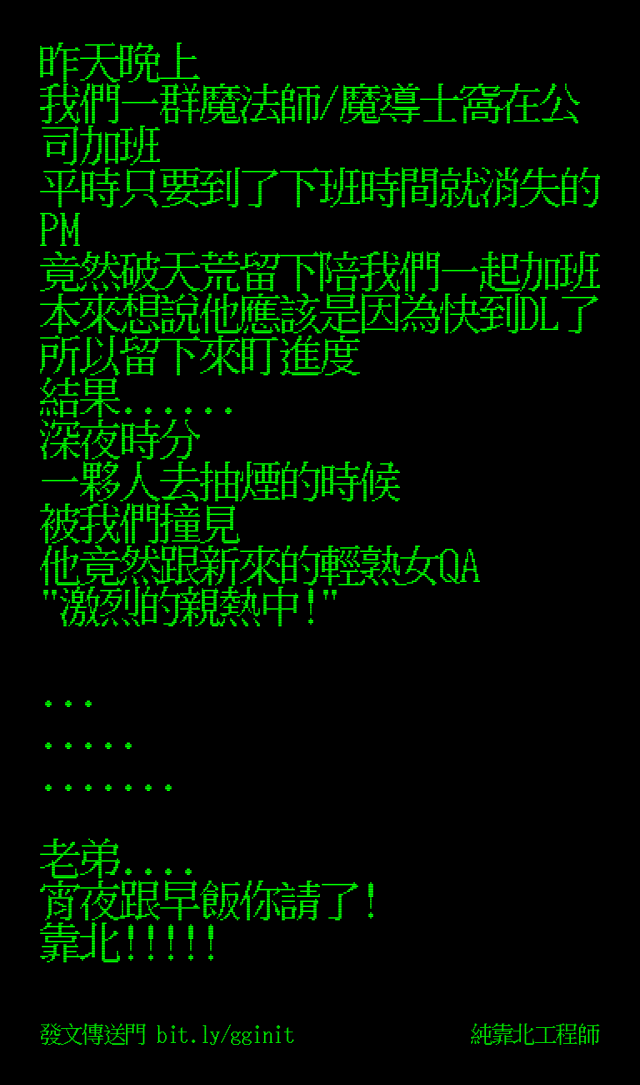 昨天晚上
我們一群魔法師/魔導士窩在公
司加班
平時只要到了下班時間就消失的
PM
竟然破天荒留下陪我們一起加班
本來想說他應該是因為快到DL了
所以留下來盯進度
結果......
深夜時分
一夥人去抽煙的時候
被我們撞見
他竟然跟新來的輕熟女QA
"激烈的親熱中!"
...
.....
.......
老弟....
宵夜跟早飯你請了!
靠北!!!!!
發文傳送門 bit.ly/gginit
純靠北工程師